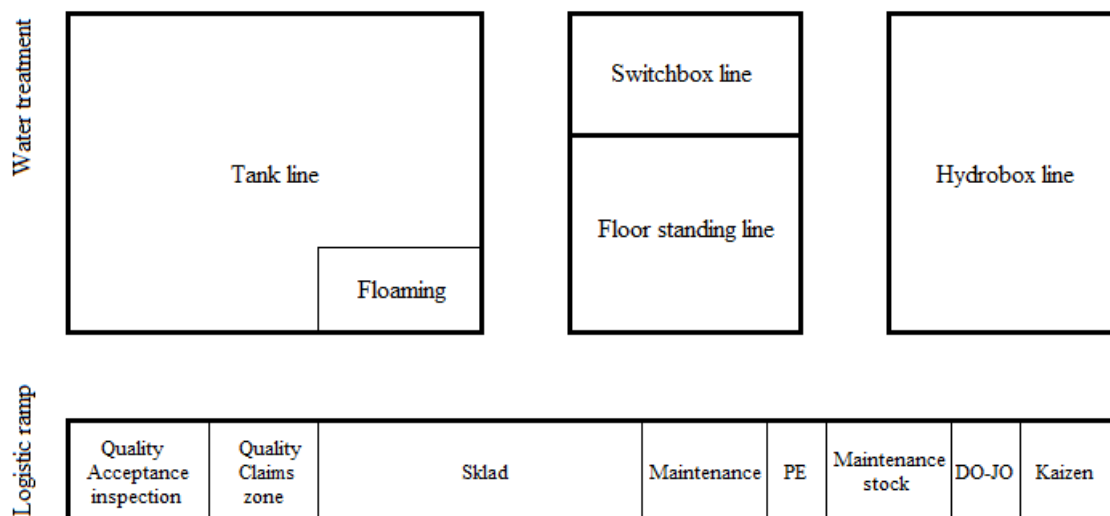 Water treatment
Tank line
Floaming
Switchbox line
Floor standing line
Hydrobox line
Logistic ramp
Quality
Acceptance
inspection
Quality
Claims
zone
Sklad
Maintenance
PE
Maintenance
stock
DO-JO
Kaizen